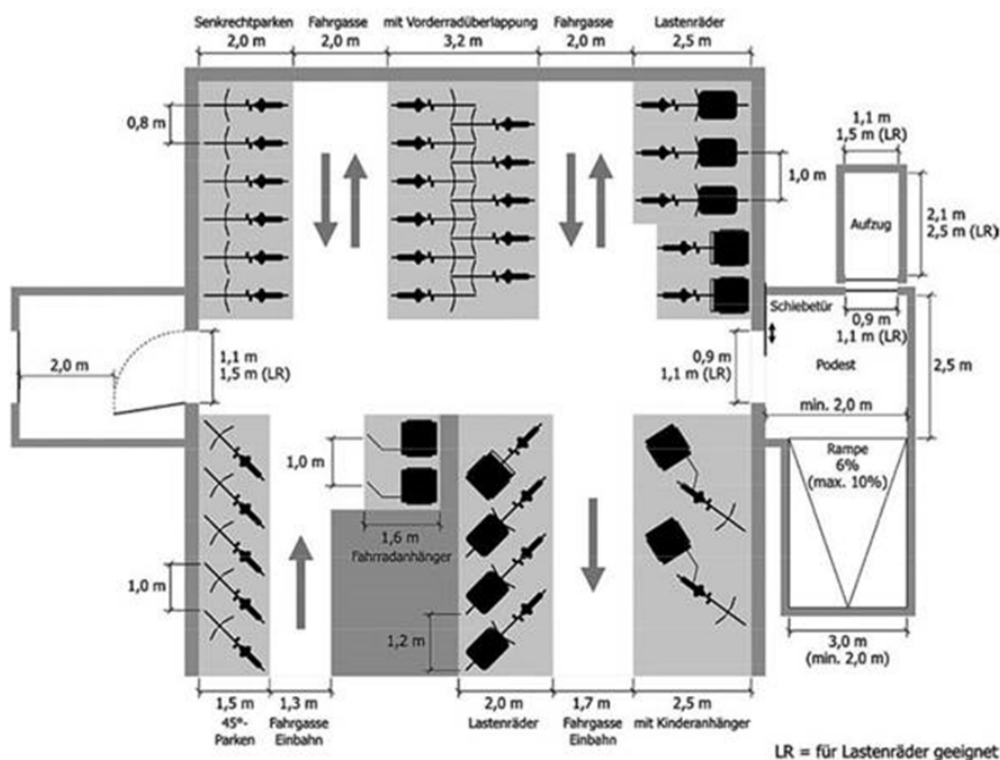 Senkrechtparken
2,0 m
Fahrgasse
2,0 m
mit Vorderradüberlappung
3,2 m
Fahrgasse
2,0 m
Lastenräder
2,5 m
0,8 m
1,0 m
1,1 m
1,5 m (LR)
Aufzug
2,1 m
2,5 m (LR)
Schiebetür
0,9 m
1,1 m (LR)
2,0 m
1,1 m
1,5 m (LR)
0,9 m
1,1 m (LR)
Podest
2,5 m
min. 2,0 m
1,0 m
Rampe
6%
(max. 10%)
1,6 m
Fahrradanhänger
1,0 m
1,2 m
3,0 m
(min. 2,0 m)
1,5 m
45°-
Parken
1,3 m
Fahrgasse
Einbahn
2,0 m
Lastenräder
1,7 m
Fahrgasse
Einbahn
2,5 m
mit Kinderanhänger
LR = für Lastenräder geeignet